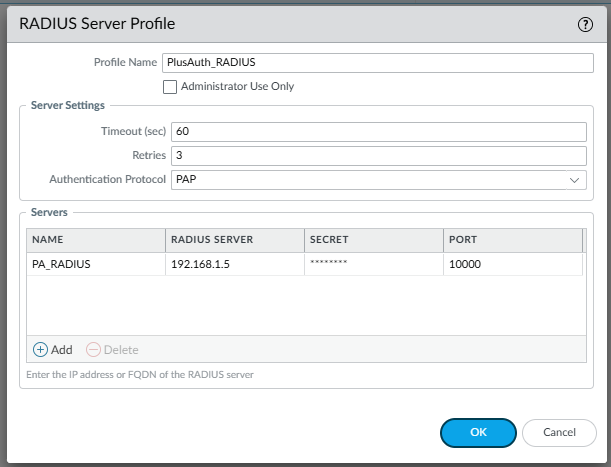 RADIUS Server Profile
Profile Name PlusAuth_RADIUS
Administrator Use Only
Server Settings
Timeout (sec) 60
Retries 3
Authentication Protocol PAP
Servers
NAME RADIUS SERVER SECRET PORT
PA_RADIUS 192.168.1.5 ******** 10000
Add Delete
Enter the IP address or FQDN of the RADIUS server
OK Cancel